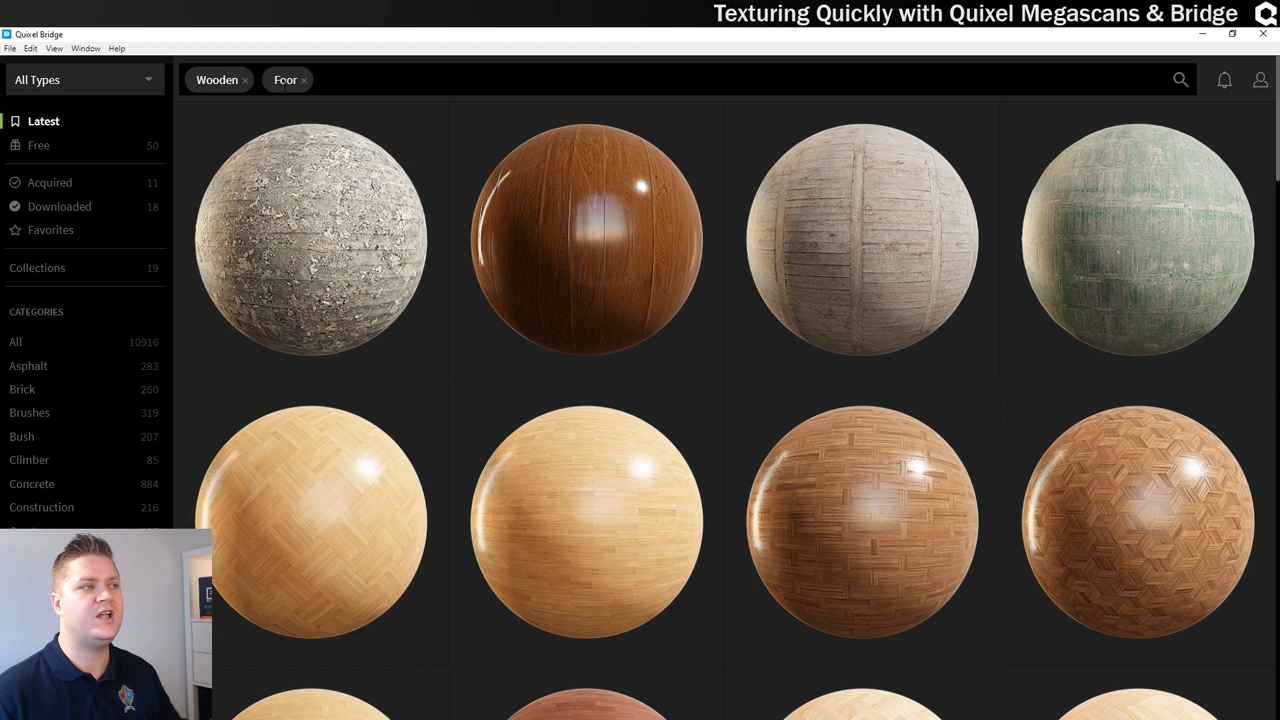 Texturing Quickly with Quixel Megascans & Bridge
Quixel Bridge
File Edit View Window Help
All Types
Wooden × Foor ×
Latest
Free 50
Acquired 11
Downloaded 18
Favorites
Collections 19
CATEGORIES
All 10916
Asphalt 283
Brick 260
Brushes 319
Bush 207
Climber 85
Concrete 884
Construction 216